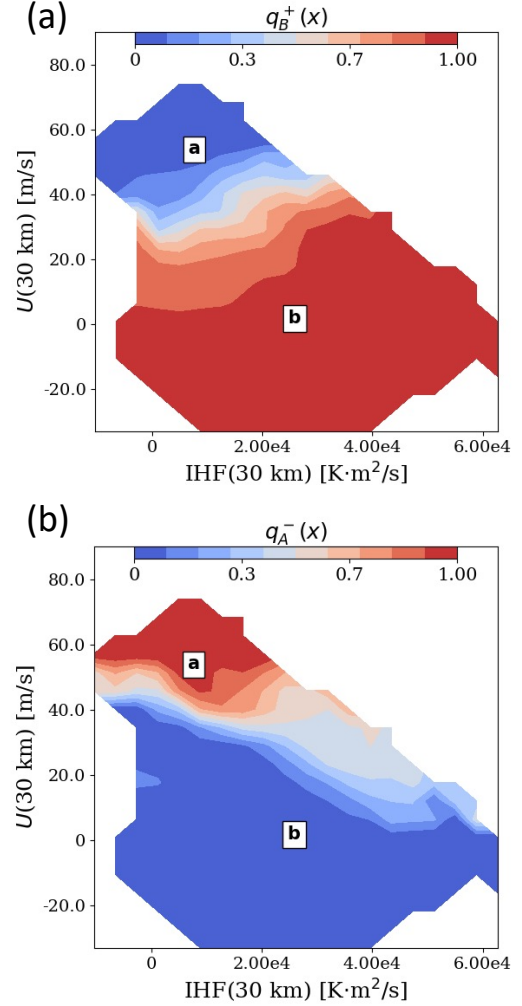 (a)
q_B^+(x)
0 0.3 0.7 1.00
80.0
60.0
40.0
20.0
0
-20.0
U(30 km) [m/s]
a
b
0 2.00e4 4.00e4 6.00e4
IHF(30 km) [K·m²/s]
(b)
q_A^-(x)
0 0.3 0.7 1.00
80.0
60.0
40.0
20.0
0
-20.0
U(30 km) [m/s]
a
b
0 2.00e4 4.00e4 6.00e4
IHF(30 km) [K·m²/s]